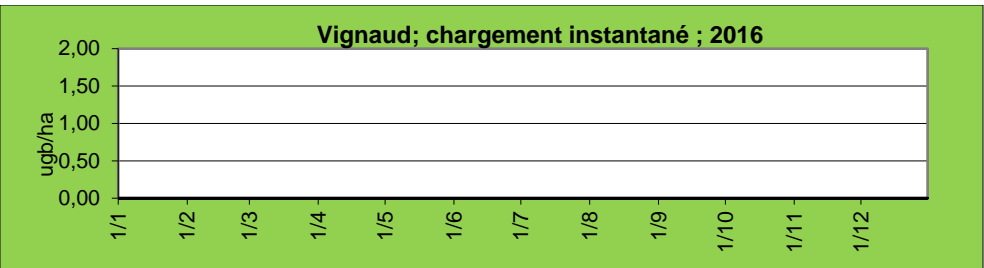 Vignaud; chargement instantané ; 2016
ugb/ha
2,00
1,50
1,00
0,50
0,00
1/1 1/2 1/3 1/4 1/5 1/6 1/7 1/8 1/9 1/10 1/11 1/12